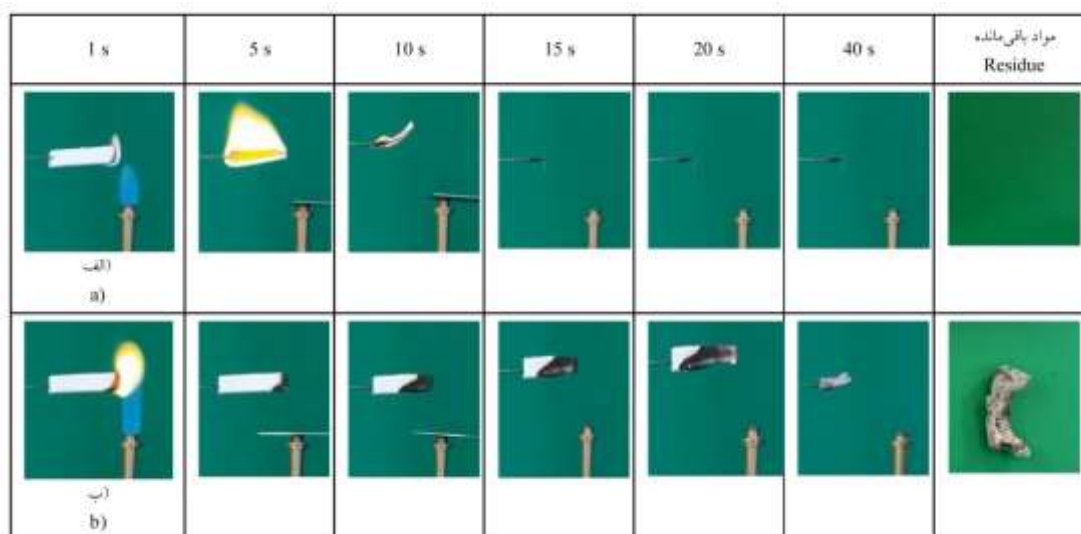 1 s
5 s
10 s
15 s
20 s
40 s
مواد باقی‌مانده
Residue
الف)
a)
ب)
b)